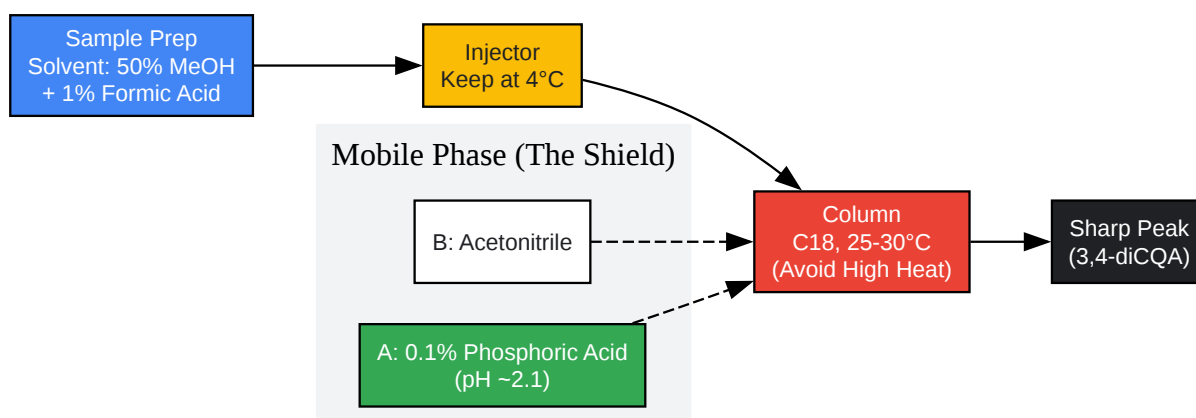 Sample Prep
Solvent: 50% MeOH
+ 1% Formic Acid
Injector
Keep at 4°C
Mobile Phase (The Shield)
B: Acetonitrile
A: 0.1% Phosphoric Acid
(pH ~2.1)
Column
C18, 25-30°C
(Avoid High Heat)
Sharp Peak
(3,4-diCQA)